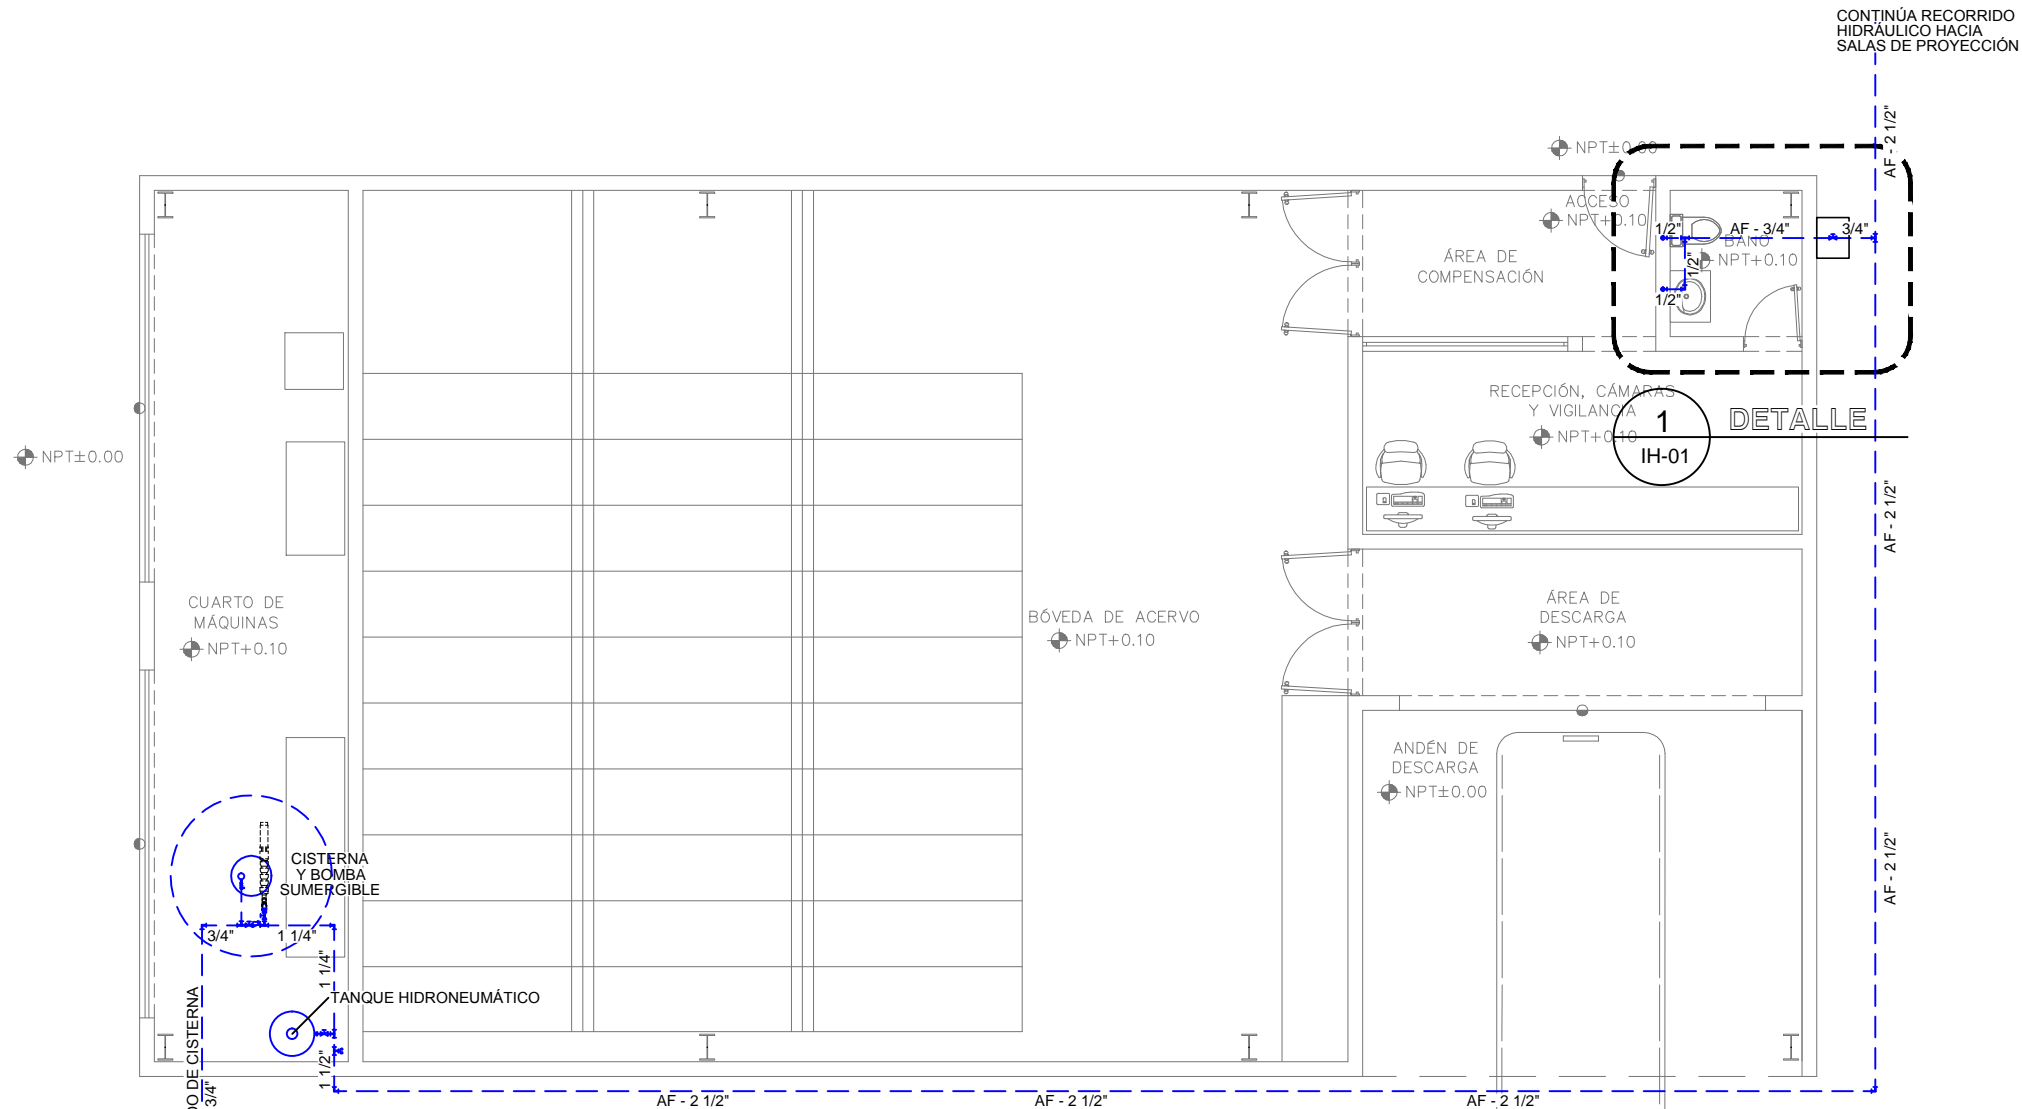 CONTINÚA RECORRIDO
HIDRÁULICO HACIA
SALAS DE PROYECCIÓN
AF - 2 1/2"
NPT±0.00
ACCESO
NPT+0.10
1/2"
AF - 3/4"
3/4"
BAÑO
NPT+0.10
1/2"
1/2"
ÁREA DE
COMPENSACIÓN
RECEPCIÓN, CÁMARAS
Y VIGILANCIA
NPT+0.10
1
IH-01
DETALLE
NPT±0.00
AF - 2 1/2"
CUARTO DE
MÁQUINAS
NPT+0.10
BÓVEDA DE ACERVO
NPT+0.10
ÁREA DE
DESCARGA
NPT+0.10
ANDÉN DE
DESCARGA
NPT±0.00
AF - 2 1/2"
CISTERNA
Y BOMBA
SUMERGIBLE
3/4"
1 1/4"
1 1/4"
TANQUE HIDRONEUMÁTICO
DO DE CISTERNA
3/4"
1 1/2"
AF - 2 1/2"
AF - 2 1/2"
AF - 2 1/2"